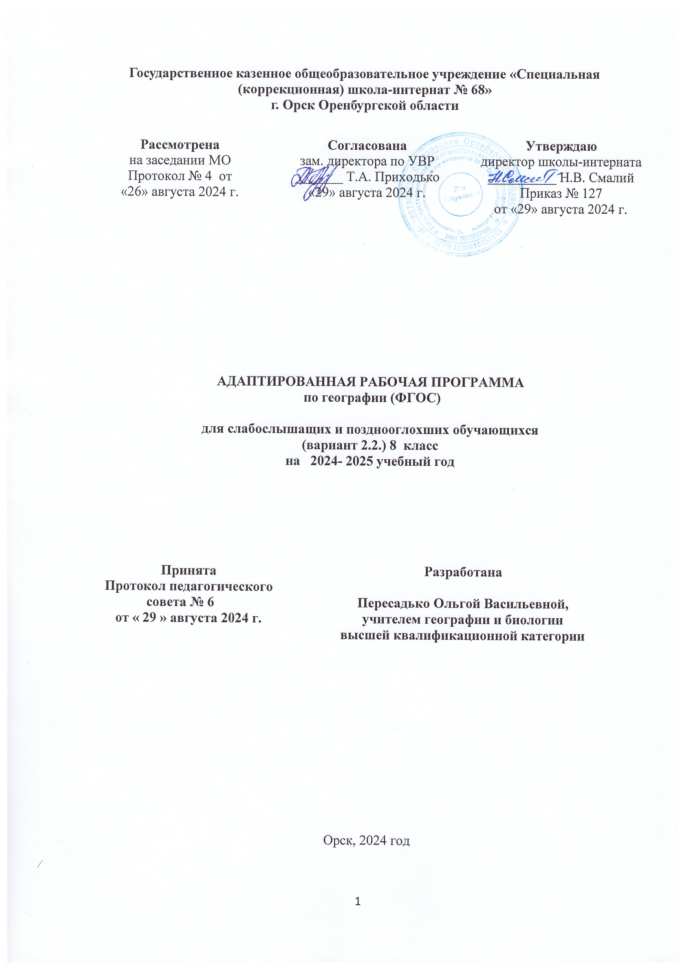 Государственное казенное общеобразовательное учреждение «Специальная
(коррекционная) школа-интернат № 68»
г. Орск Оренбургской области
Рассмотрена
на заседании МО
Протокол № 4 от
«26» августа 2024 г.
Согласована
зам. директора по УВР
Т.А. Приходько
«29» августа 2024 г.
Утверждаю
директор школы-интерната
Н.В. Смалий
Приказ № 127
от «29» августа 2024 г.
АДАПТИРОВАННАЯ РАБОЧАЯ ПРОГРАММА
по географии (ФГОС)
для слабослышащих и позднооглохших обучающихся
(вариант 2.2.) 8 класс
на 2024- 2025 учебный год
Принята
Протокол педагогического
совета № 6
от « 29 » августа 2024 г.
Разработана
Пересадько Ольгой Васильевной,
учителем географии и биологии
высшей квалификационной категории
Орск, 2024 год
1